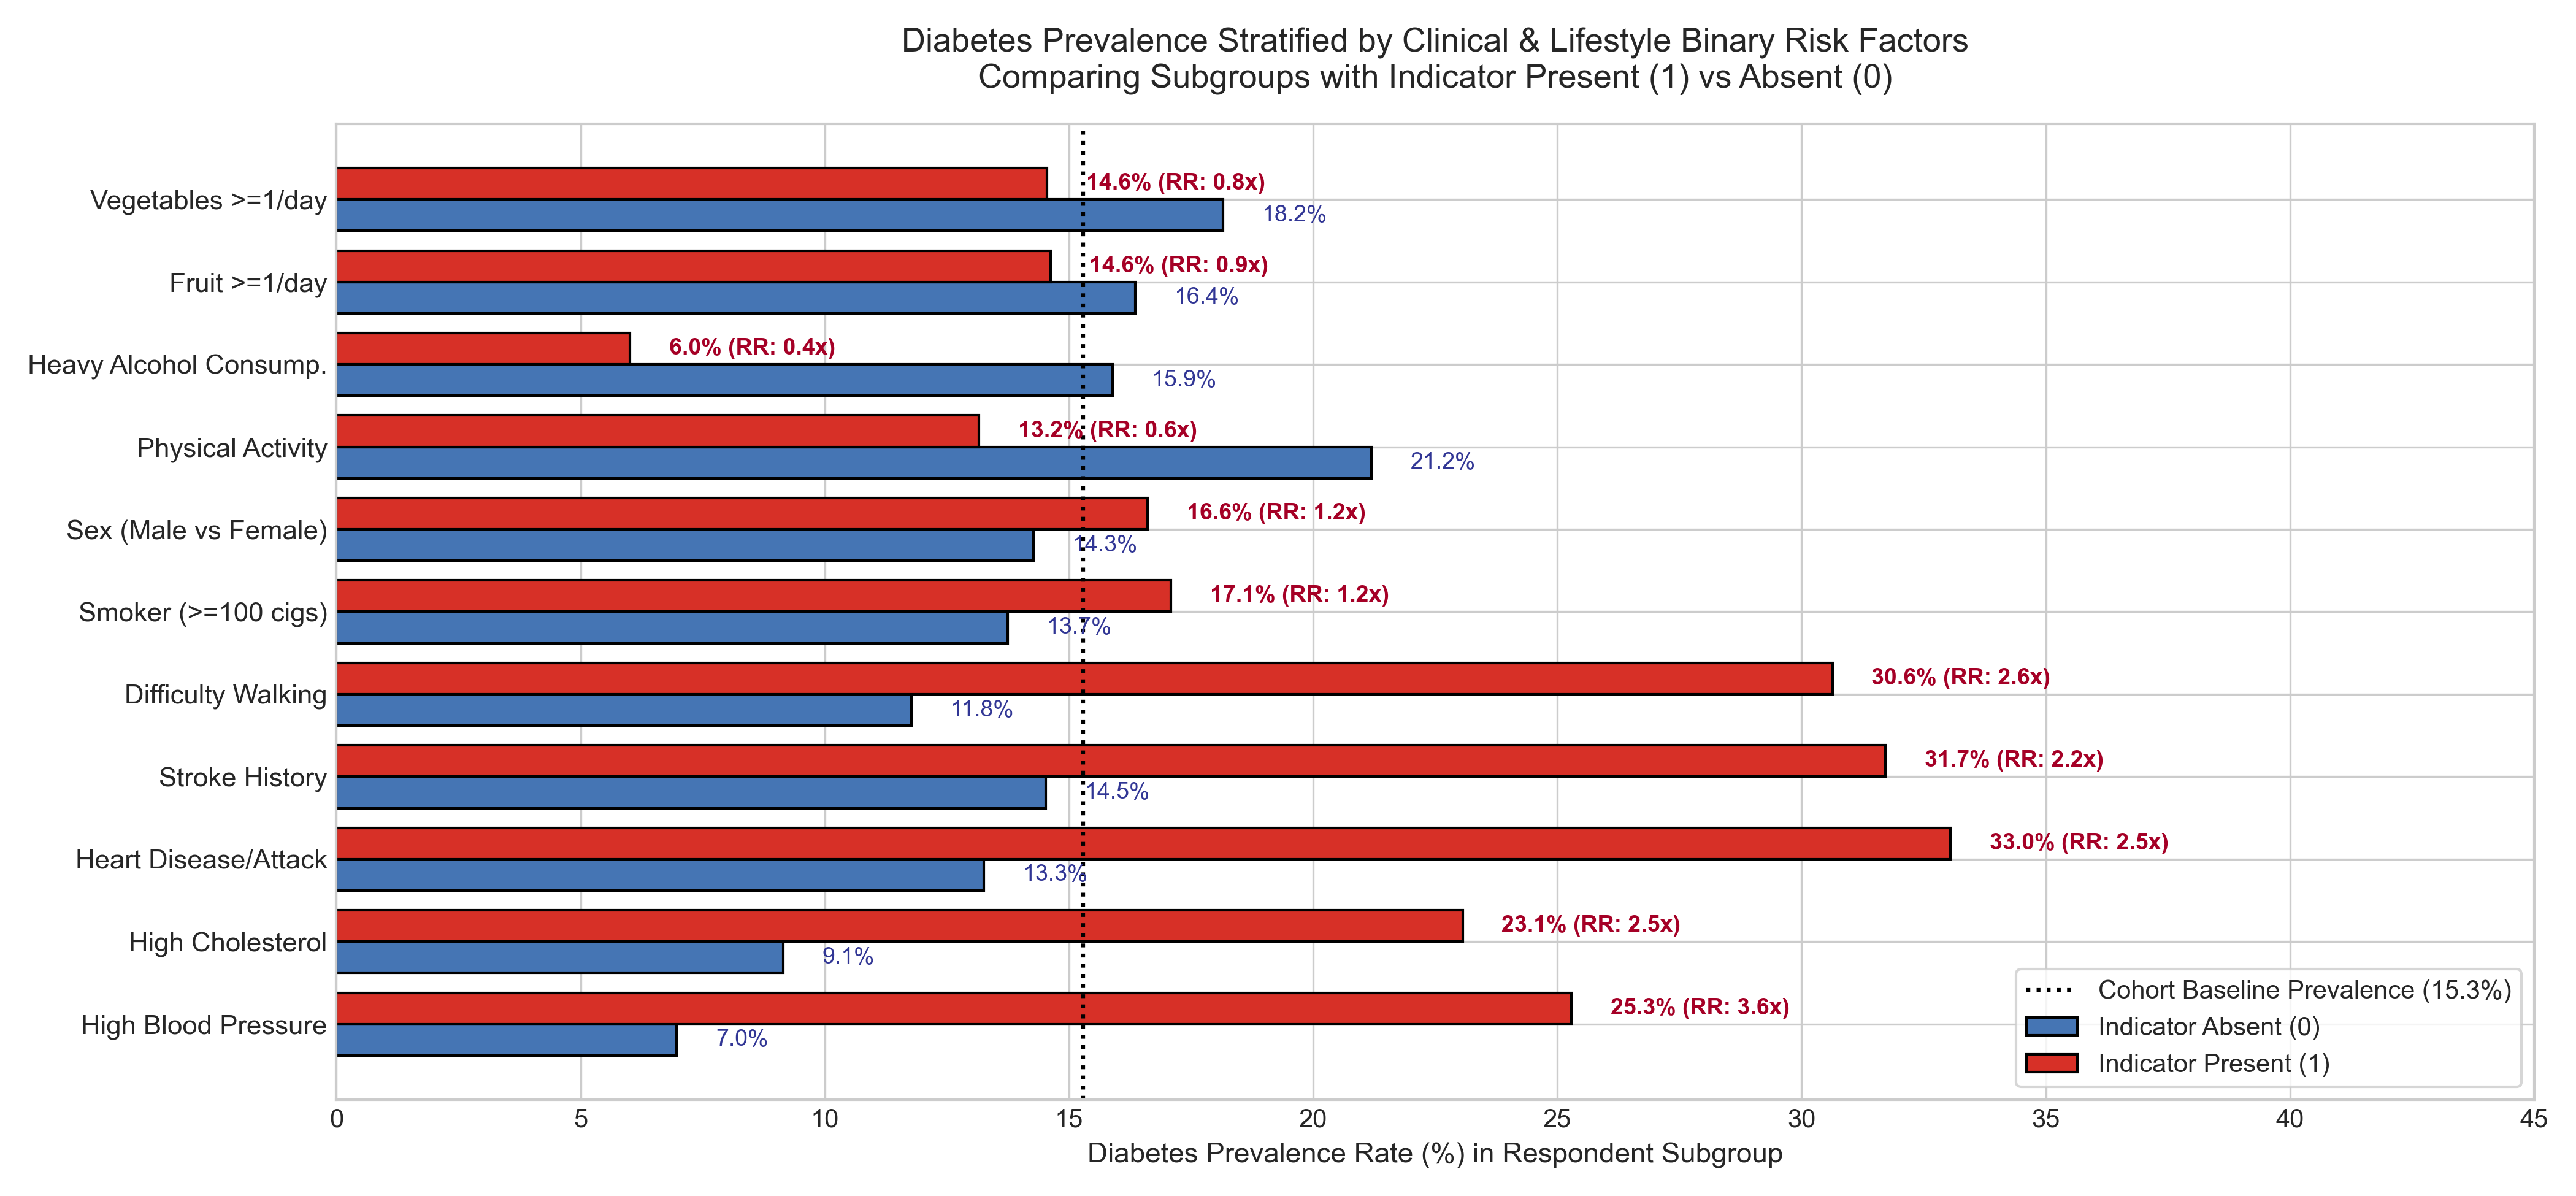 Diabetes Prevalence Stratified by Clinical & Lifestyle Binary Risk Factors
Comparing Subgroups with Indicator Present (1) vs Absent (0)
Vegetables >=1/day
14.6% (RR: 0.8x)
18.2%
Fruit >=1/day
14.6% (RR: 0.9x)
16.4%
Heavy Alcohol Consump.
6.0% (RR: 0.4x)
15.9%
Physical Activity
13.2% (RR: 0.6x)
21.2%
Sex (Male vs Female)
16.6% (RR: 1.2x)
14.3%
Smoker (>=100 cigs)
17.1% (RR: 1.2x)
13.7%
Difficulty Walking
30.6% (RR: 2.6x)
11.8%
Stroke History
31.7% (RR: 2.2x)
14.5%
Heart Disease/Attack
33.0% (RR: 2.5x)
13.3%
High Cholesterol
23.1% (RR: 2.5x)
9.1%
High Blood Pressure
25.3% (RR: 3.6x)
7.0%
Cohort Baseline Prevalence (15.3%)
Indicator Absent (0)
Indicator Present (1)
0 5 10 15 20 25 30 35 40 45
Diabetes Prevalence Rate (%) in Respondent Subgroup